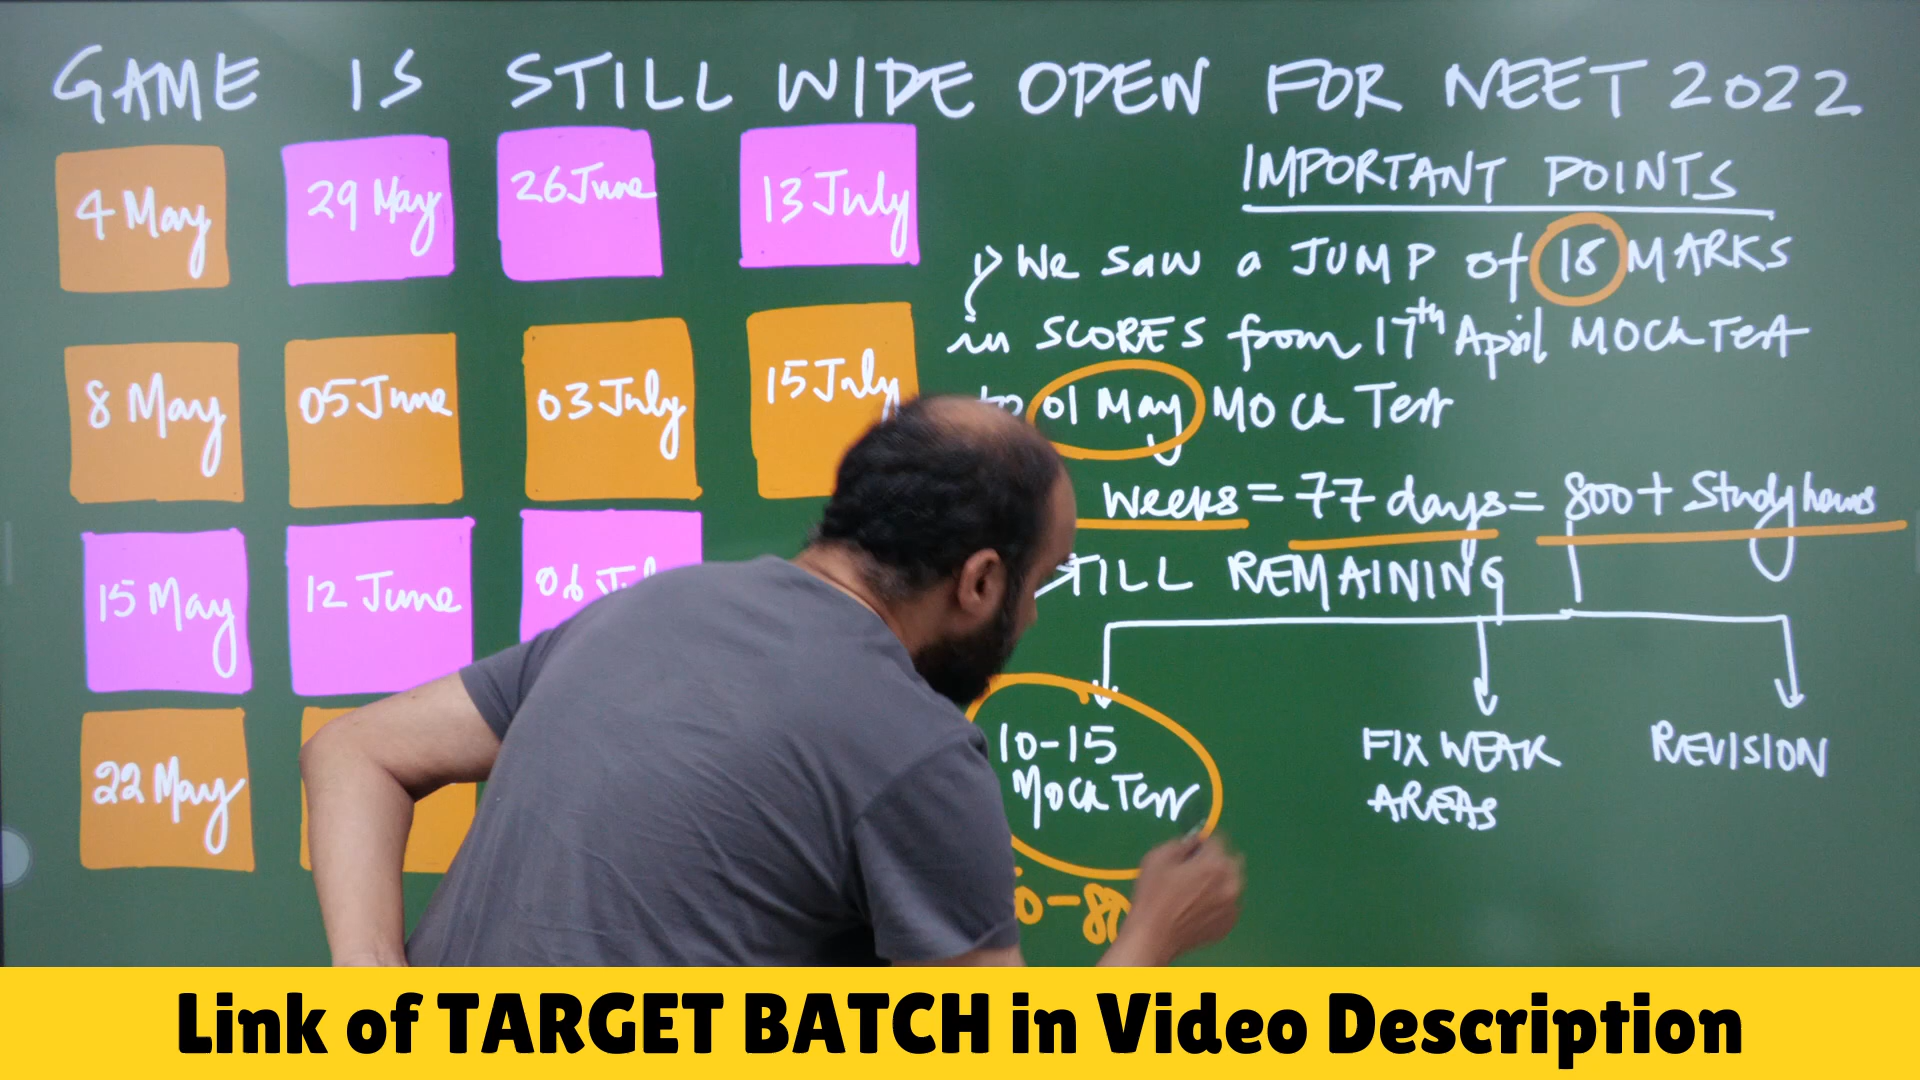 GAME IS STILL WIDE OPEN FOR NEET 2022
4 May
29 May
26 June
13 July
8 May
05 June
03 July
15 July
15 May
12 June
06
22 May
IMPORTANT POINTS
1) We saw a JUMP of 18 MARKS
in SCORES from 17th April MOCK TEST
to 01 May MOCK TEST
Weeks = 77 days = 800+ Study hours
STILL REMAINING
10-15
MOCK TEST
FIX WEAK
AREAS
REVISION
Link of TARGET BATCH in Video Description